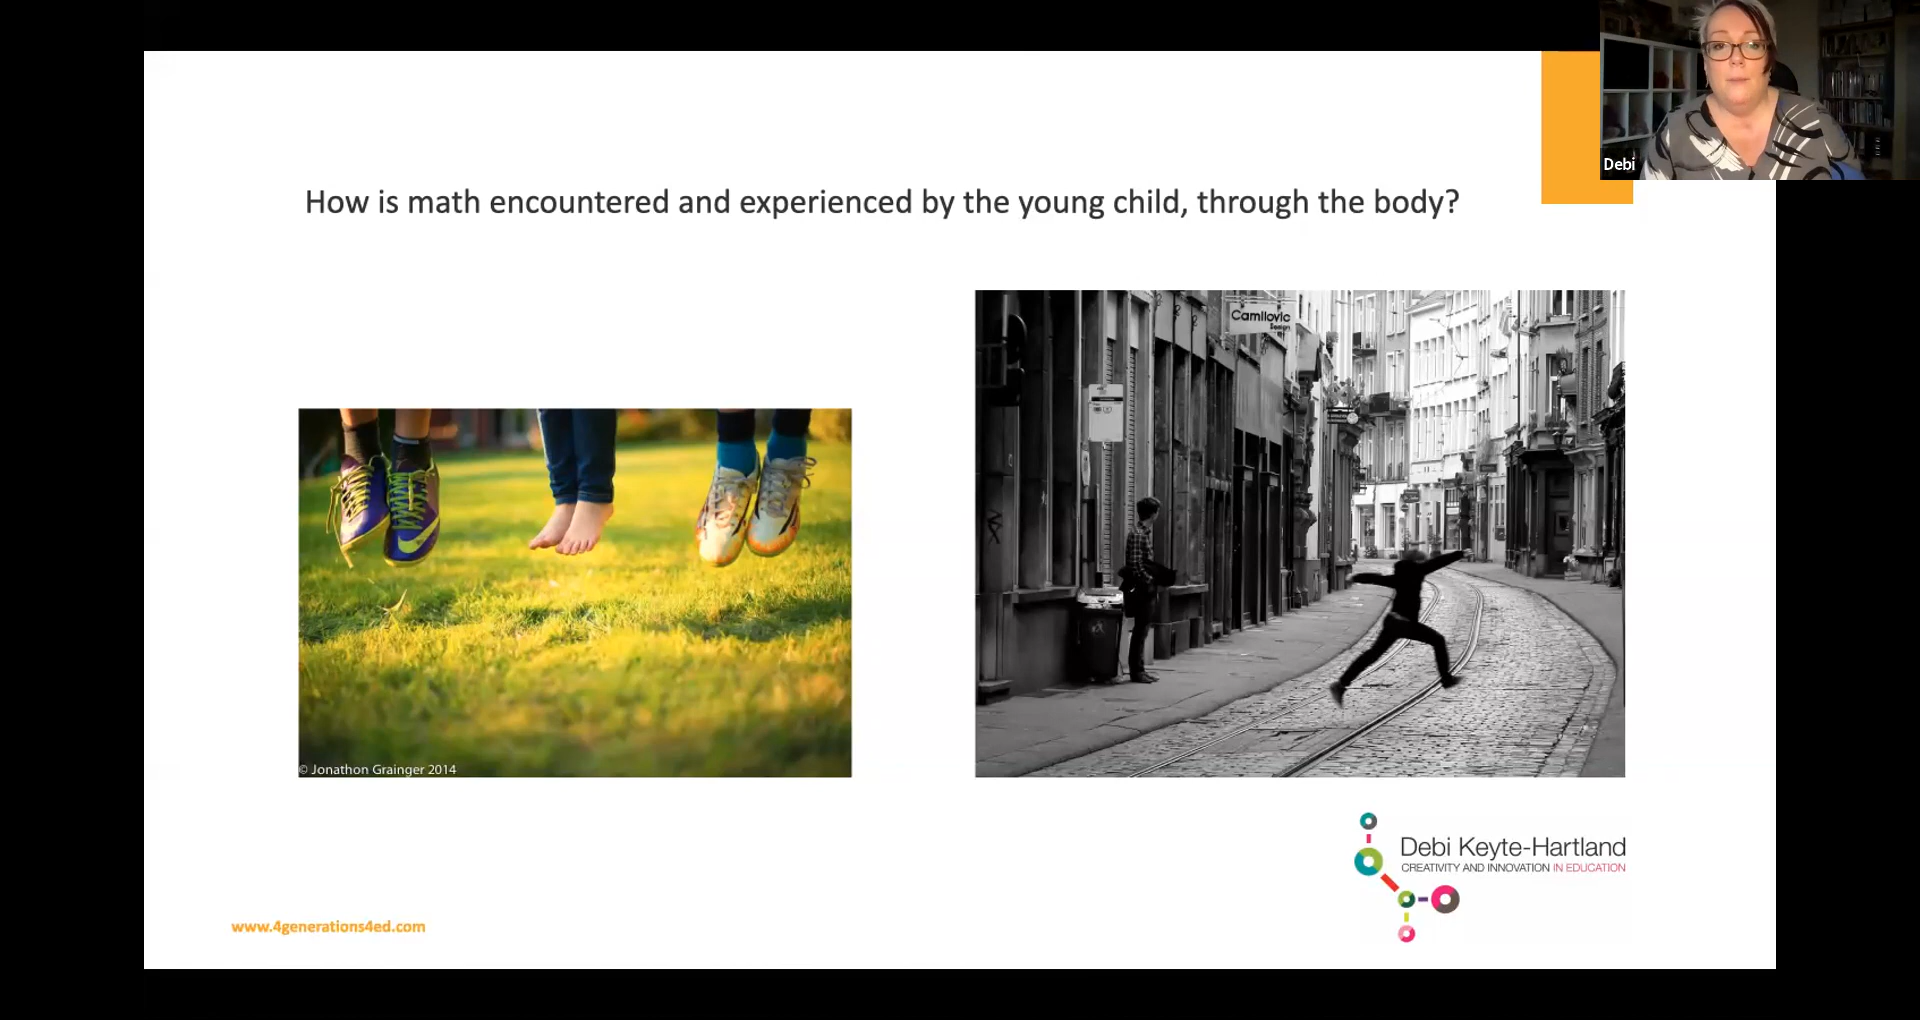 Debi
How is math encountered and experienced by the young child, through the body?
Camilovic
Design
© Jonathon Grainger 2014
Debi Keyte-Hartland
CREATIVITY AND INNOVATION IN EDUCATION
www.4generations4ed.com